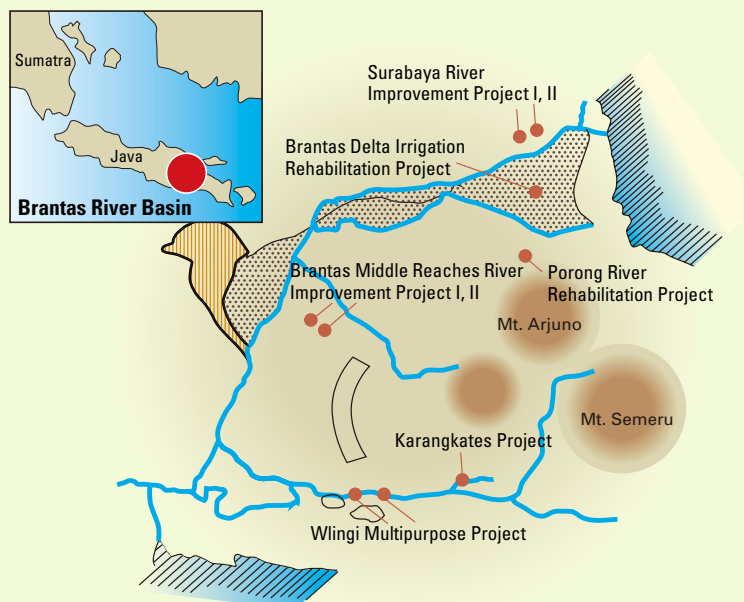 Sumatra
Java
Brantas River Basin
Surabaya River
Improvement Project I, II
Brantas Delta Irrigation
Rehabilitation Project
Brantas Middle Reaches River
Improvement Project I, II
Porong River
Rehabilitation Project
Mt. Arjuno
Mt. Semeru
Karangkates Project
Wlingi Multipurpose Project